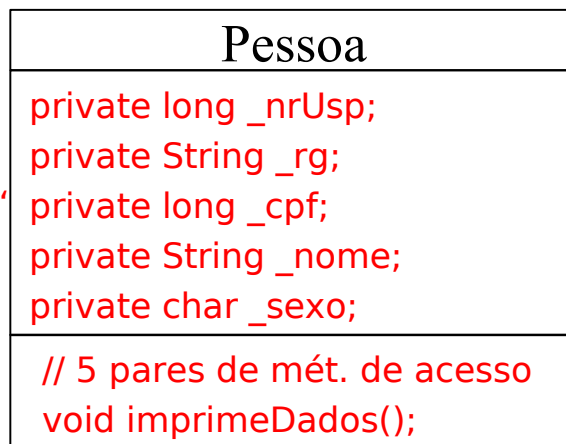 Pessoa
private long _nrUsp;
private String _rg;
“ private long _cpf;
private String _nome;
private char _sexo;
// 5 pares de mét. de acesso
void imprimeDados();